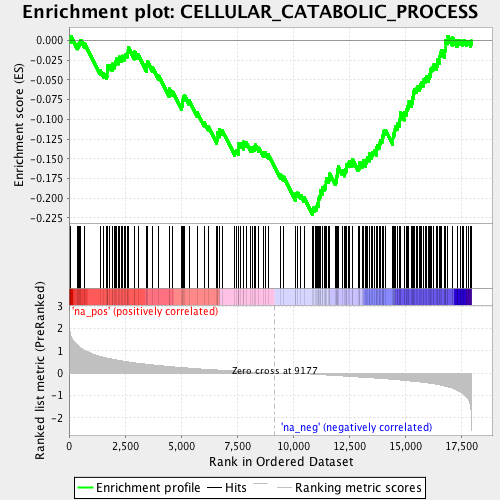 Enrichment plot: CELLULAR_CATABOLIC_PROCESS
Enrichment score (ES)
0.000
-0.025
-0.050
-0.075
-0.100
-0.125
-0.150
-0.175
-0.200
-0.225
Ranked list metric (PreRanked)
3
2
1
0
-1
-2
'na_pos' (positively correlated)
Zero cross at 9177
'na_neg' (negatively correlated)
0 2,500 5,000 7,500 10,000 12,500 15,000 17,500
Rank in Ordered Dataset
Enrichment profile Hits Ranking metric scores